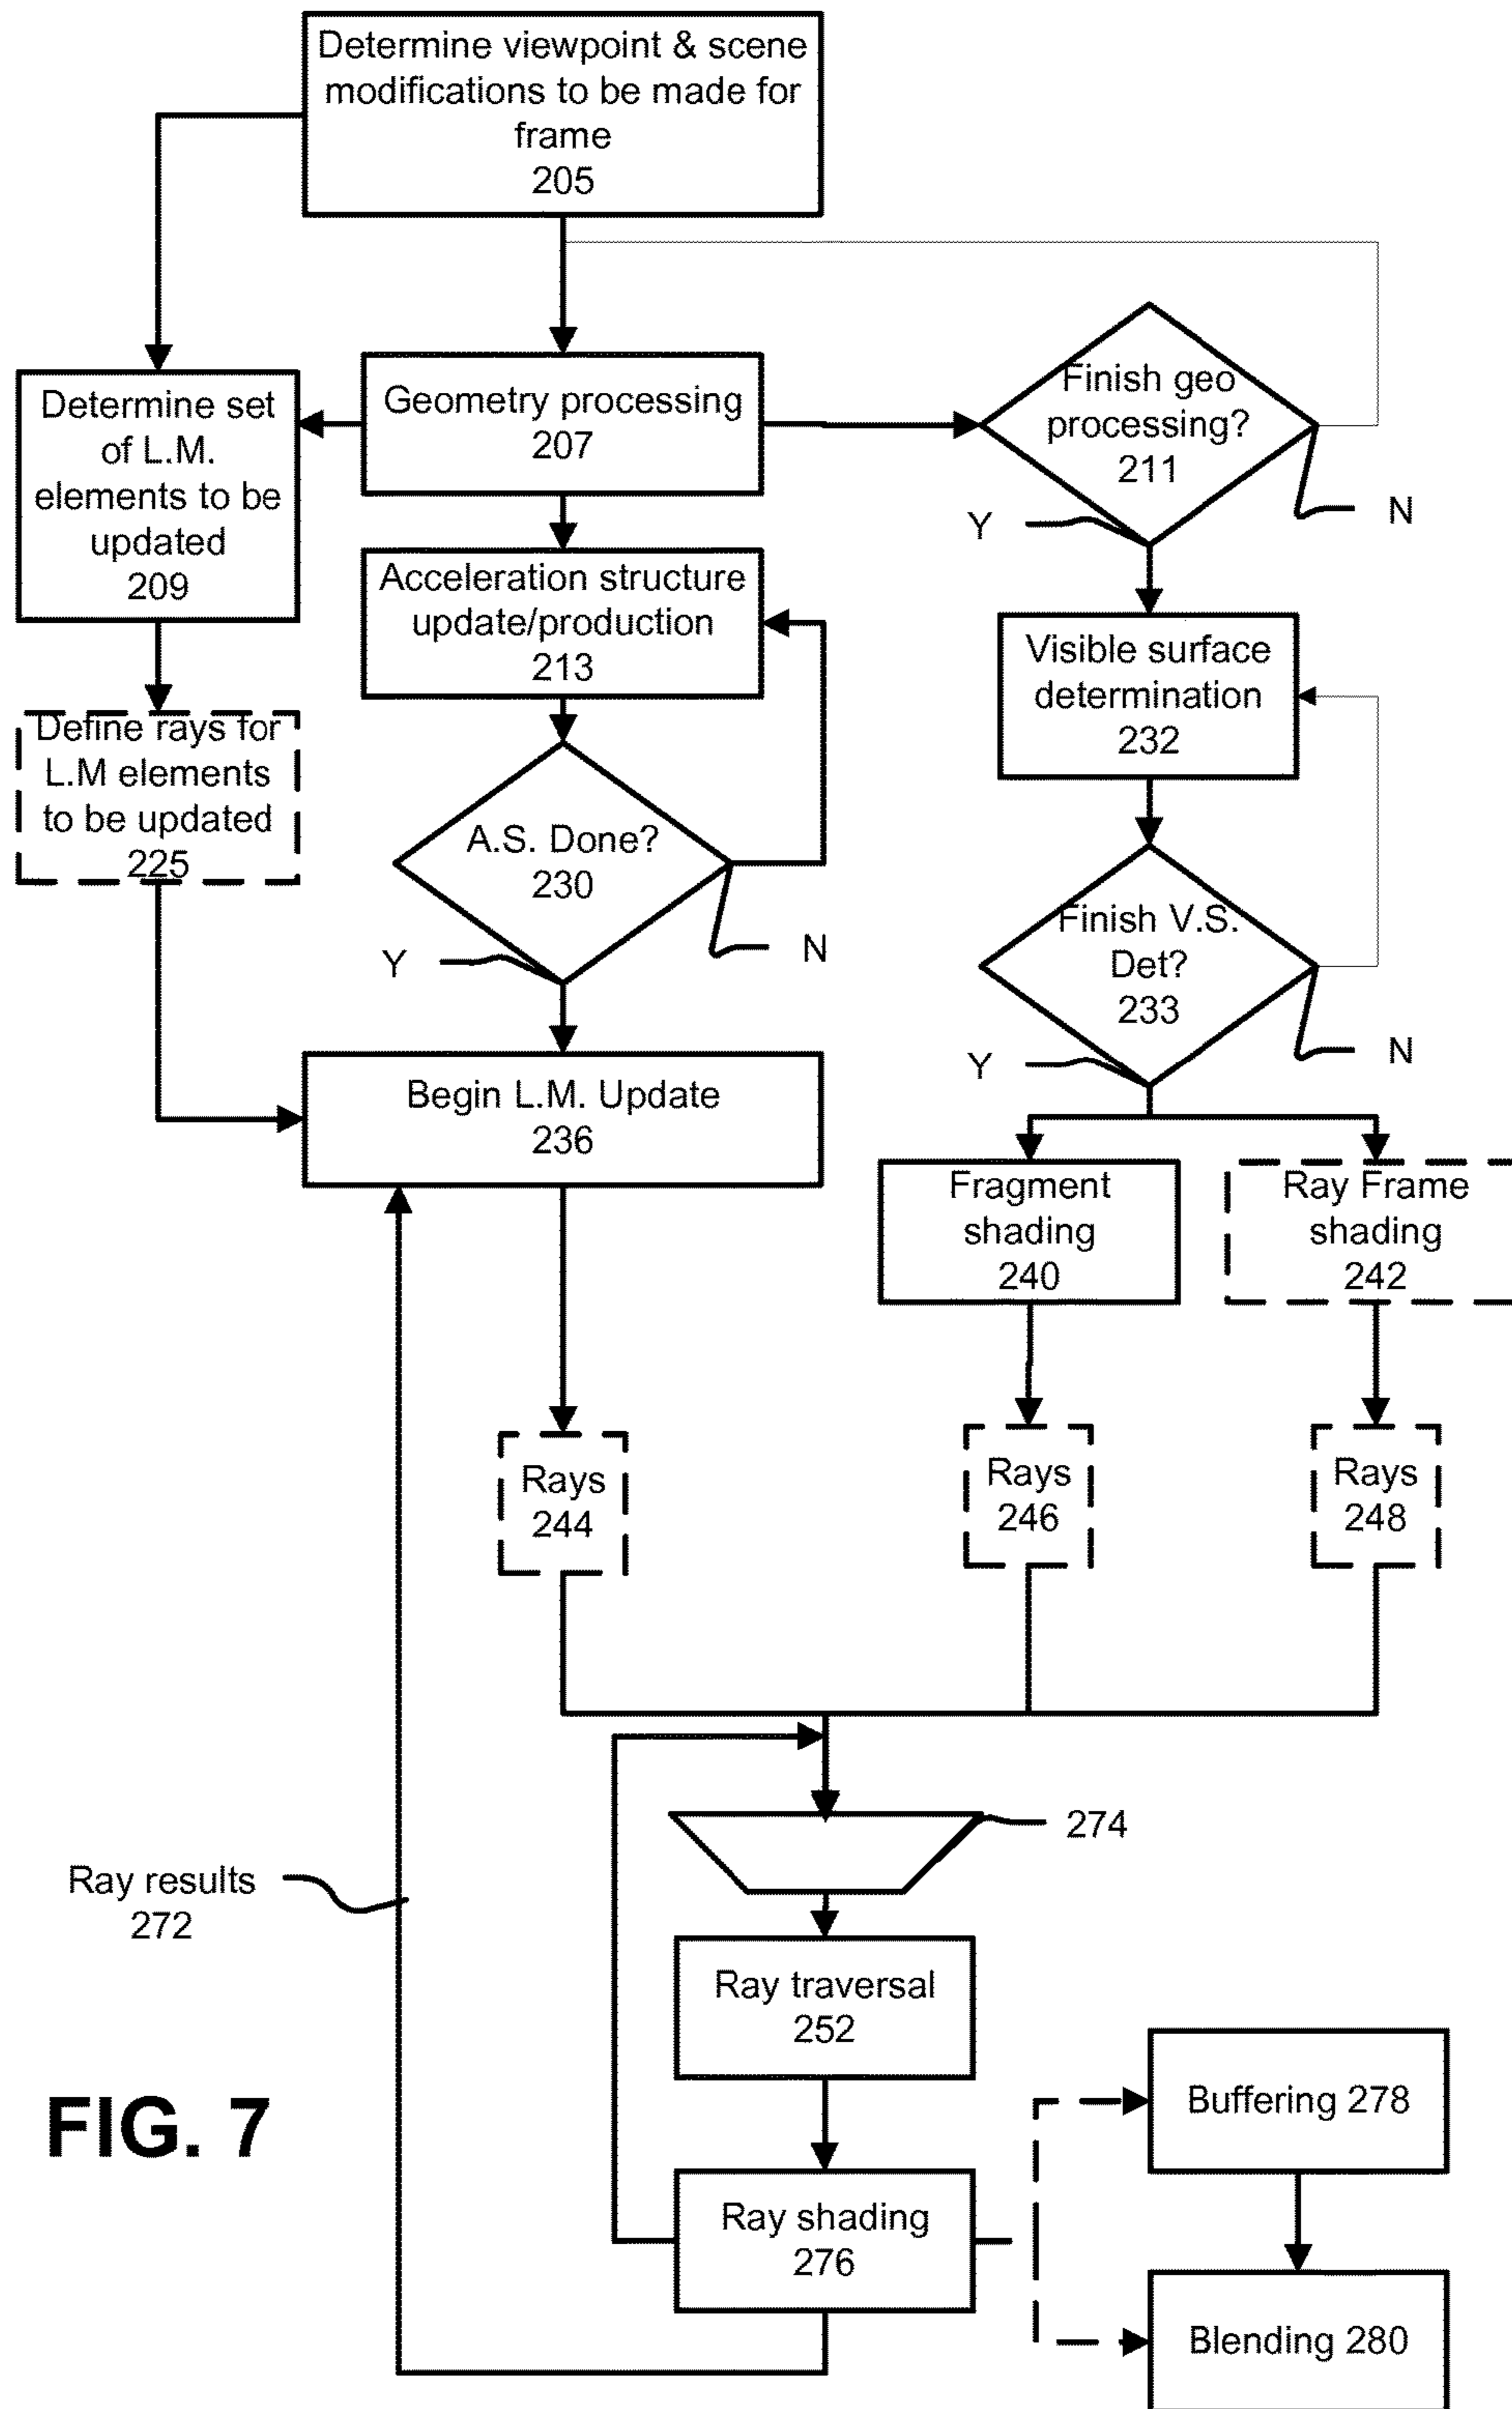 Determine viewpoint & scene
modifications to be made for
frame
205
Determine set
of L.M.
elements to be
updated
209
Geometry processing
207
Finish geo
processing?
211
Y
N
Acceleration structure
update/production
213
Visible surface
determination
232
Define rays for
L.M elements
to be updated
225
A.S. Done?
230
Y
N
Finish V.S.
Det?
233
Y
N
Begin L.M. Update
236
Fragment
shading
240
Ray Frame
shading
242
Rays
244
Rays
246
Rays
248
274
Ray results
272
Ray traversal
252
Buffering 278
FIG. 7
Ray shading
276
Blending 280